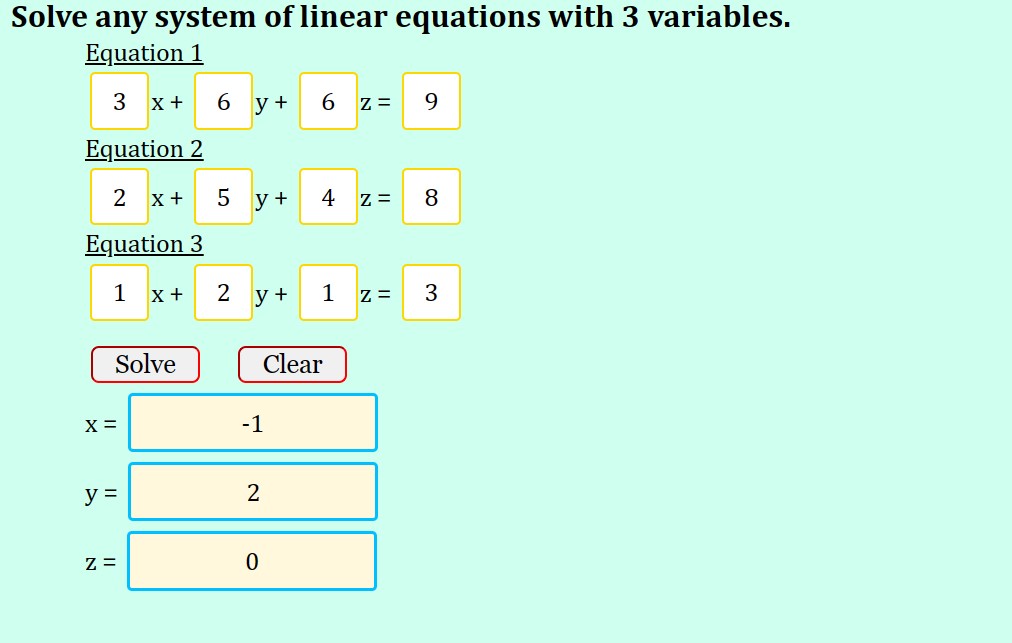 Solve any system of linear equations with 3 variables.
Equation 1
3 x + 6 y + 6 z = 9
Equation 2
2 x + 5 y + 4 z = 8
Equation 3
1 x + 2 y + 1 z = 3
Solve Clear
x = -1
y = 2
z = 0